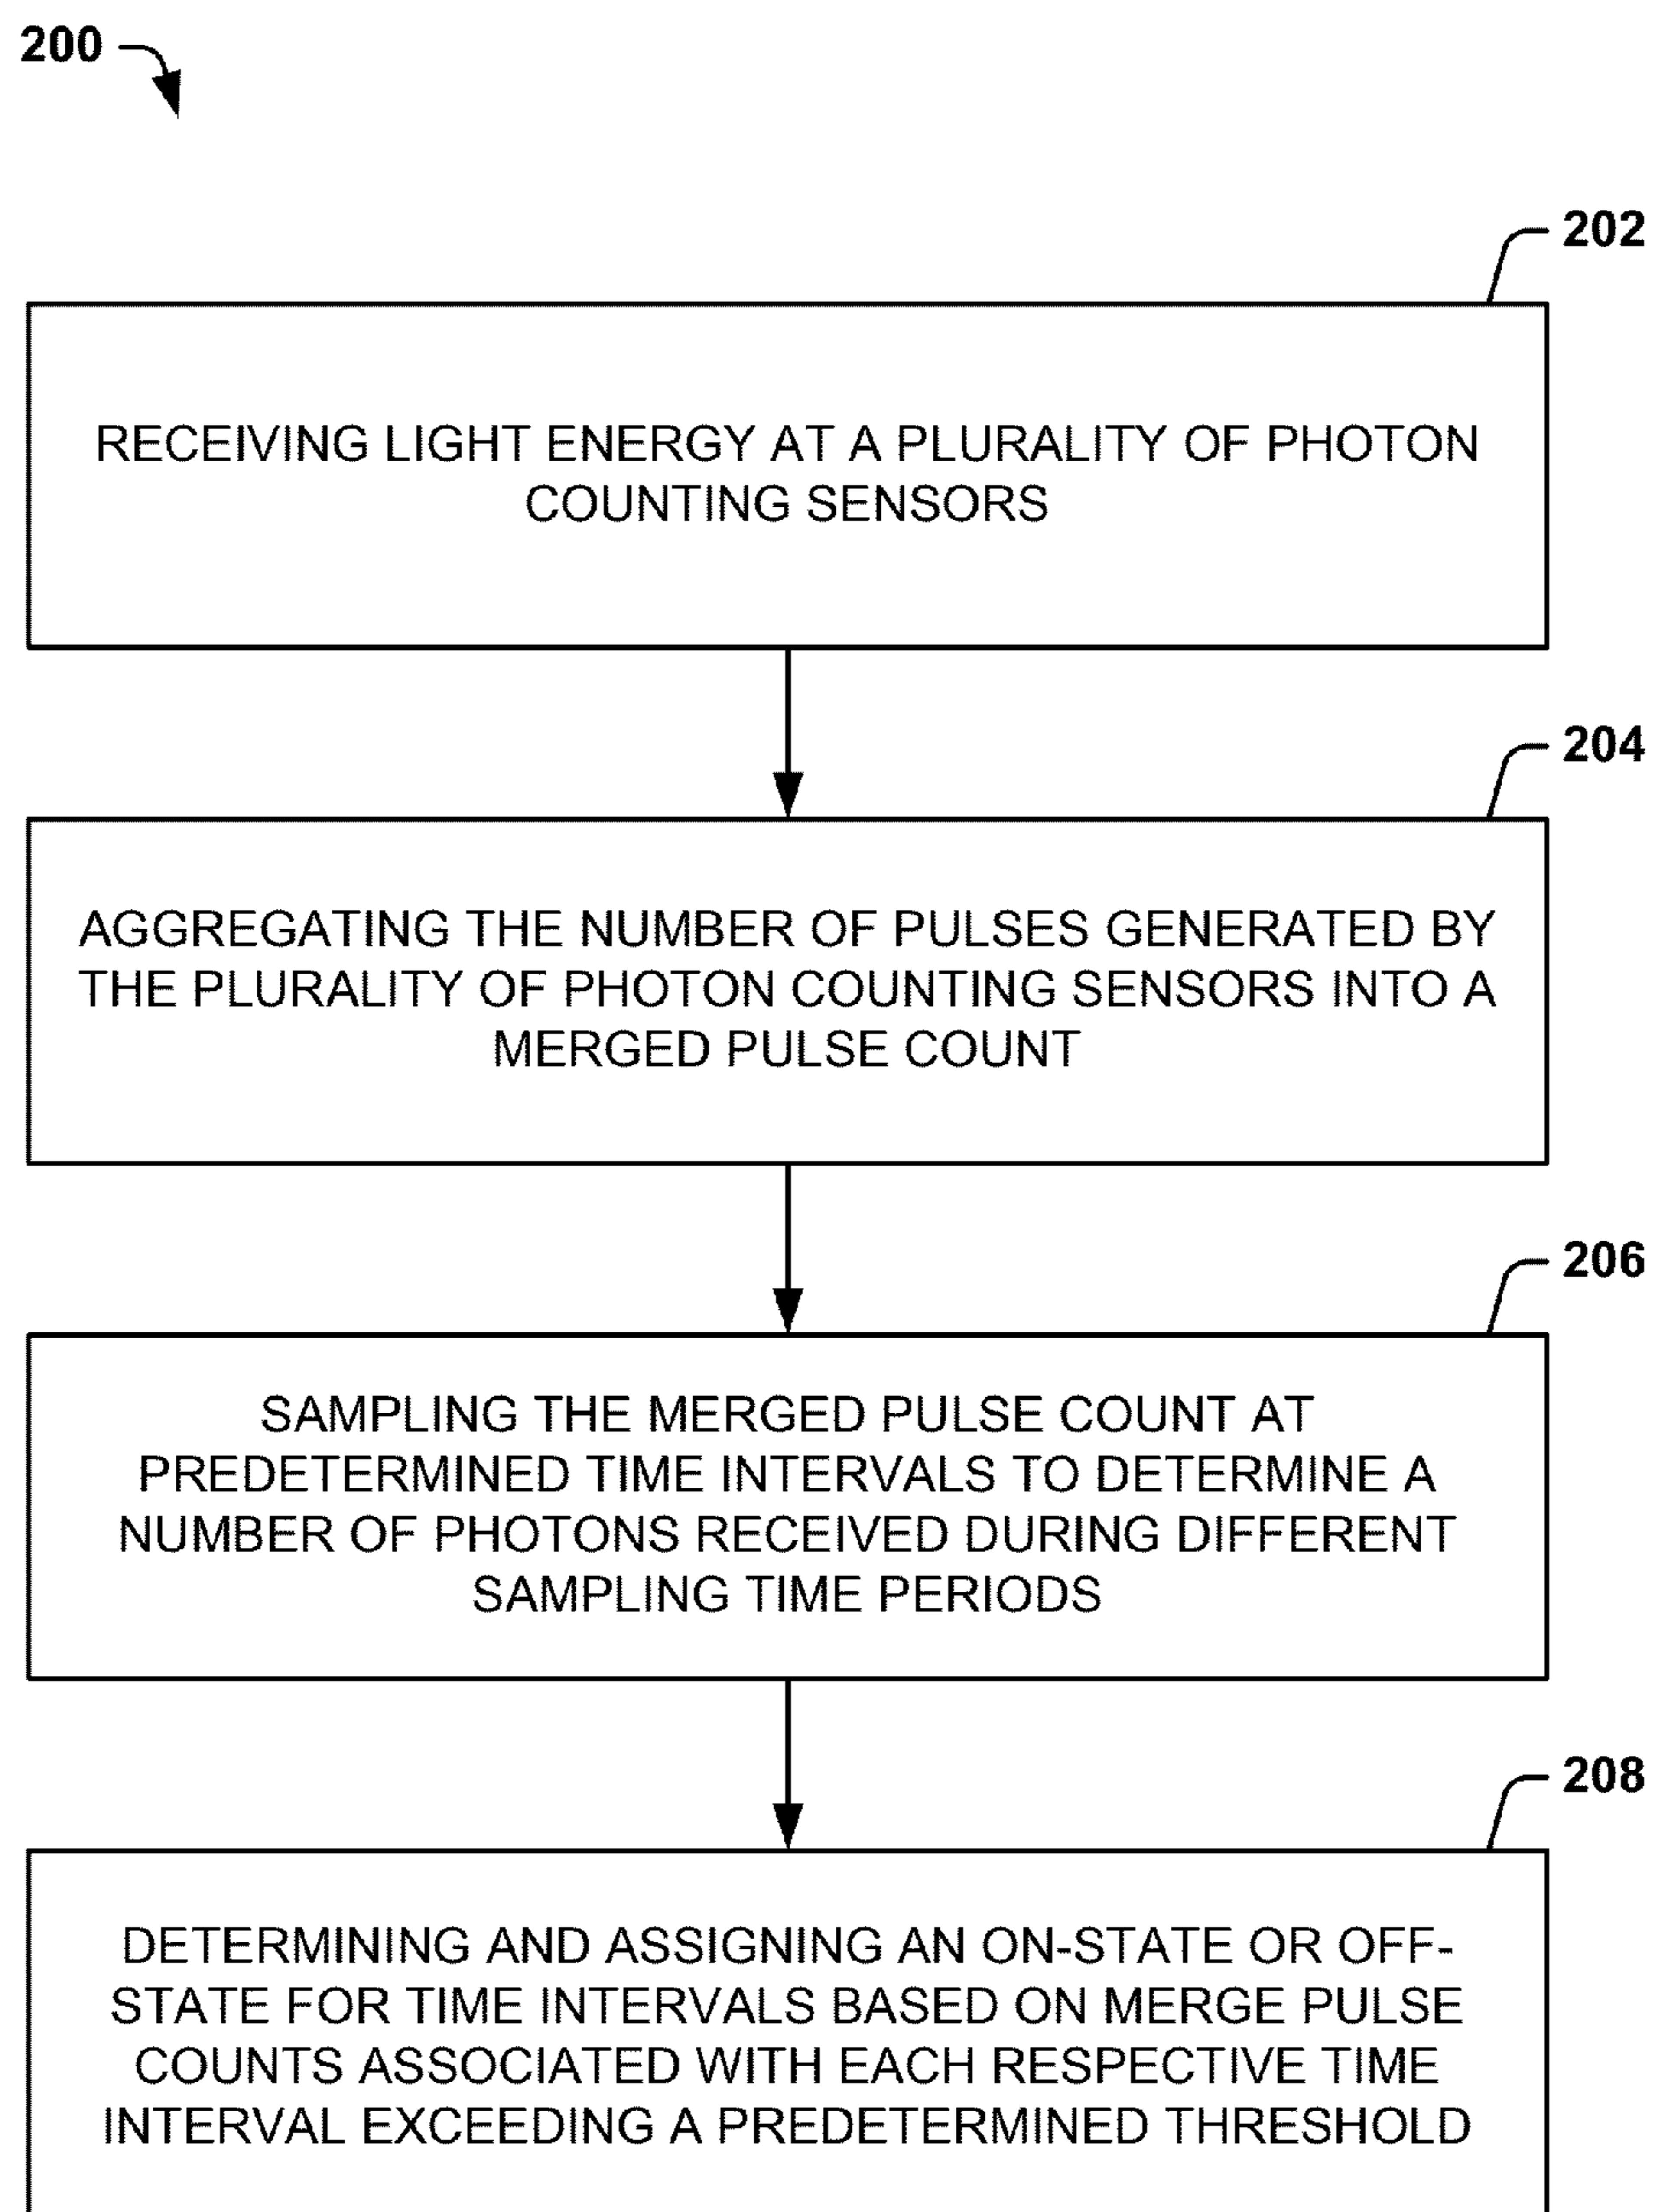 200
202
RECEIVING LIGHT ENERGY AT A PLURALITY OF PHOTON
COUNTING SENSORS
204
AGGREGATING THE NUMBER OF PULSES GENERATED BY
THE PLURALITY OF PHOTON COUNTING SENSORS INTO A
MERGED PULSE COUNT
206
SAMPLING THE MERGED PULSE COUNT AT
PREDETERMINED TIME INTERVALS TO DETERMINE A
NUMBER OF PHOTONS RECEIVED DURING DIFFERENT
SAMPLING TIME PERIODS
208
DETERMINING AND ASSIGNING AN ON-STATE OR OFF-
STATE FOR TIME INTERVALS BASED ON MERGE PULSE
COUNTS ASSOCIATED WITH EACH RESPECTIVE TIME
INTERVAL EXCEEDING A PREDETERMINED THRESHOLD